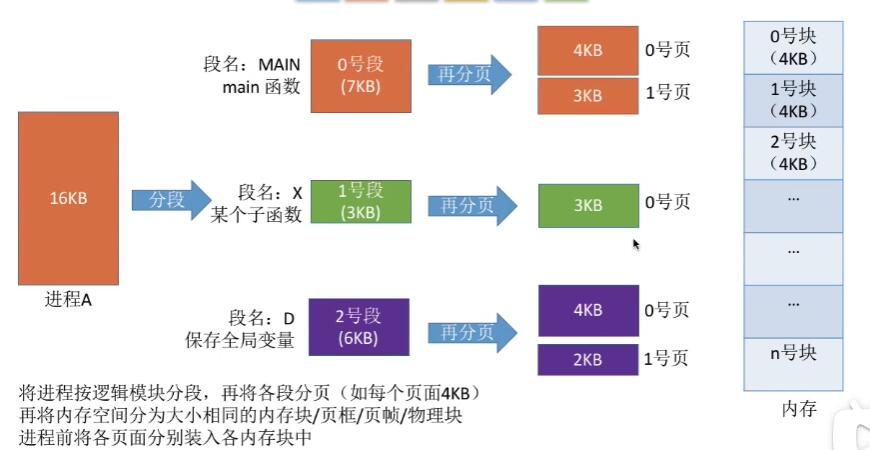 段名：MAIN
main 函数
0号段
(7KB)
再分页
4KB
0号页
3KB
1号页
16KB
进程A
分段
段名：X
某个子函数
1号段
(3KB)
再分页
3KB
0号页
段名：D
保存全局变量
2号段
(6KB)
再分页
4KB
0号页
2KB
1号页
0号块
（4KB）
1号块
（4KB）
2号块
（4KB）
...
...
...
n号块
内存
将进程按逻辑模块分段，再将各段分页（如每个页面4KB）
再将内存空间分为大小相同的内存块/页框/页帧/物理块
进程前将各页面分别装入各内存块中